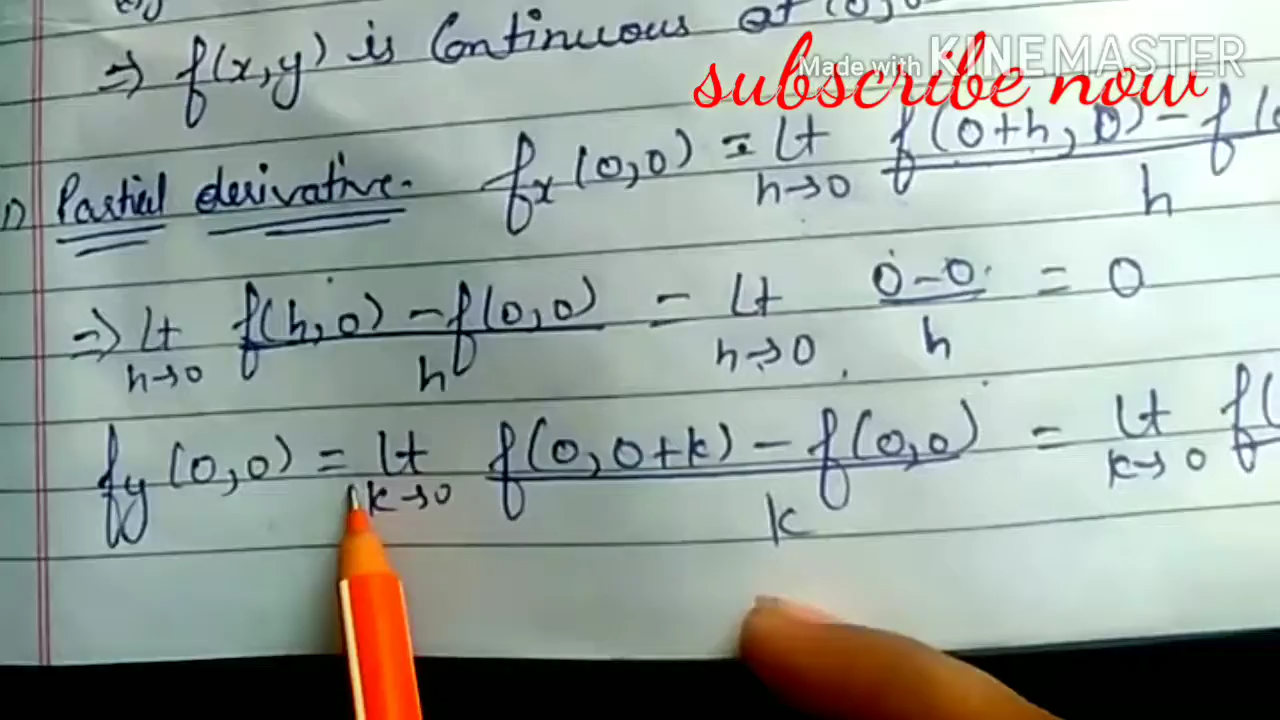 ⇒ f(x,y) is Continuous at (0,0
Made with KINEMASTER
subscribe now
1) Partial derivative. fx(0,0) = Lt h→0 f(0+h, 0) - f(0 / h
⇒ Lt h→0 f(h,0) - f(0,0) / h = Lt h→0 0-0 / h = 0
fy(0,0) = Lt k→0 f(0,0+k) - f(0,0) / k = Lt k→0 f(